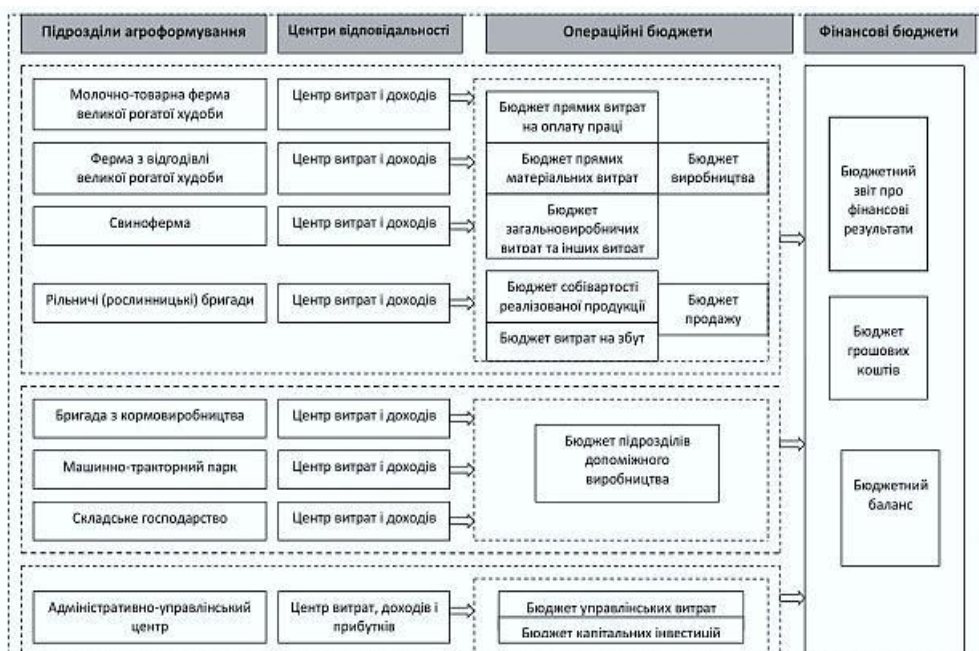 Підрозділи агроформування
Центри відповідальності
Операційні бюджети
Фінансові бюджети
Молочно-товарна ферма
великої рогатої худоби
Центр витрат і доходів
Ферма з відгодівлі
великої рогатої худоби
Центр витрат і доходів
Свиноферма
Центр витрат і доходів
Рільничі (рослинницькі) бригади
Центр витрат і доходів
Бюджет прямих витрат
на оплату праці
Бюджет прямих
матеріальних витрат
Бюджет
загальновиробничих
витрат та інших витрат
Бюджет
виробництва
Бюджет собівартості
реалізованої продукції
Бюджет витрат на збут
Бюджет
продажу
Бригада з кормовиробництва
Центр витрат і доходів
Машинно-тракторний парк
Центр витрат і доходів
Складське господарство
Центр витрат і доходів
Бюджет підрозділів
допоміжного
виробництва
Адміністративно-управлінський
центр
Центр витрат, доходів і
прибутків
Бюджет управлінських витрат
Бюджет капітальних інвестицій
Бюджетний
звіт про
фінансові
результати
Бюджет
грошових
коштів
Бюджетний
баланс